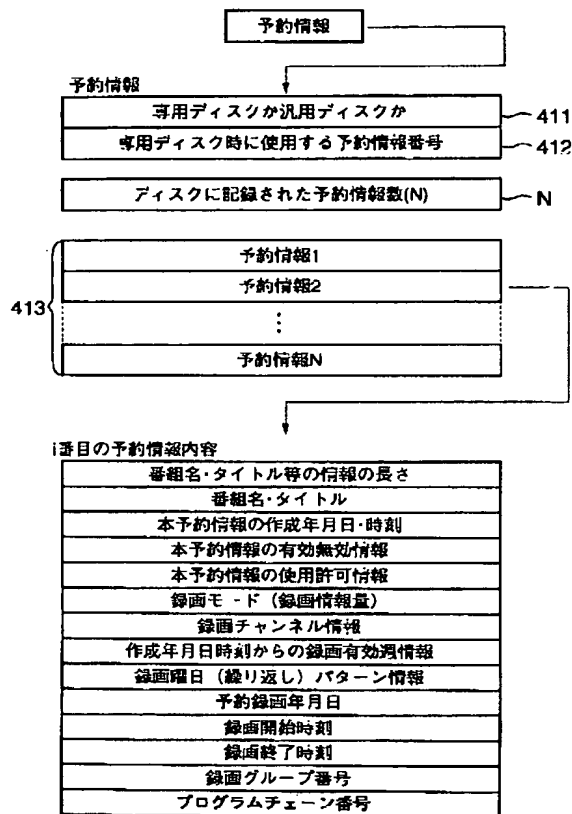 予約情報
予約情報
専用ディスクか汎用ディスクか
411
専用ディスク時に使用する予約情報番号
412
ディスクに記録された予約情報数(N)
N
予約情報1
予約情報2
413
⋮
予約情報N
i番目の予約情報内容
番組名・タイトル等の情報の長さ
番組名・タイトル
本予約情報の作成年月日・時刻
本予約情報の有効無効情報
本予約情報の使用許可情報
録画モード（録画情報量）
録画チャンネル情報
作成年月日時刻からの録画有効週情報
録画曜日（繰り返し）パターン情報
予約録画年月日
録画開始時刻
録画終了時刻
録画グループ番号
プログラムチェーン番号